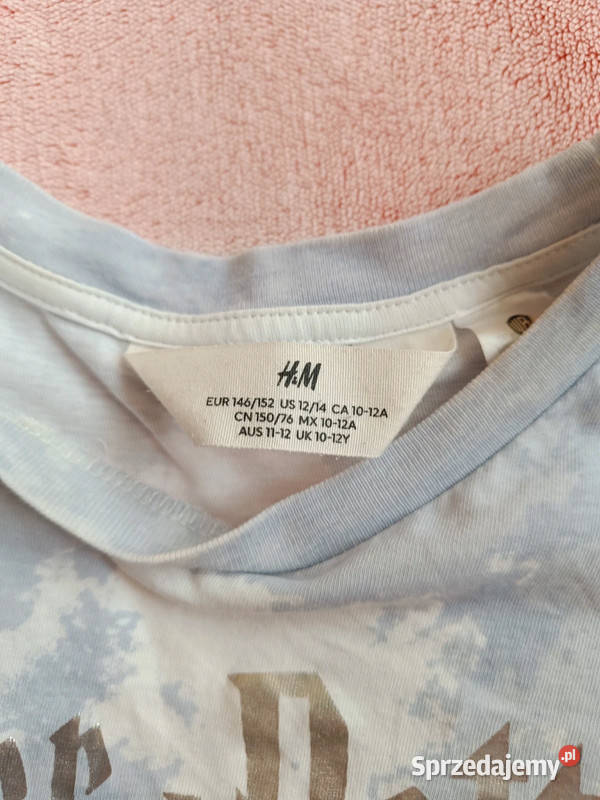 H&M
EUR 146/152 US 12/14 CA 10-12A
CN 150/76 MX 10-12A
AUS 11-12 UK 10-12Y
Sprzedajemy.pl